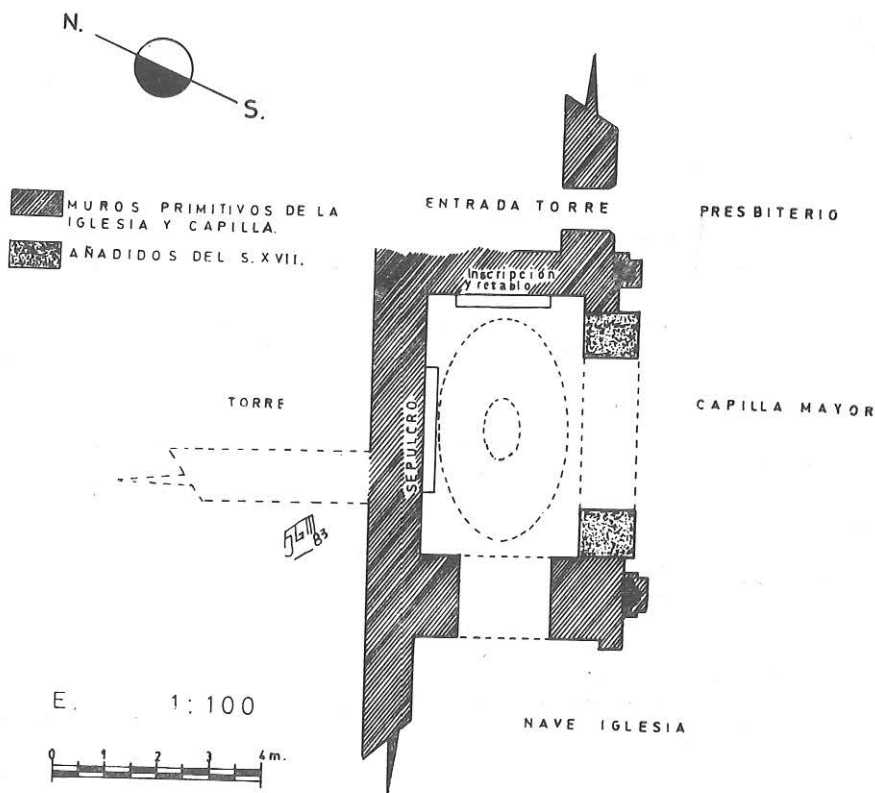 N.
S.
MUROS PRIMITIVOS DE LA
IGLESIA Y CAPILLA.
AÑADIDOS DEL S. XVII.
ENTRADA TORRE
PRESBITERIO
Inscripción
y retablo
TORRE
SEPULCRO
CAPILLA MAYOR
83
E. 1:100
0 1 2 3 4 m.
NAVE IGLESIA